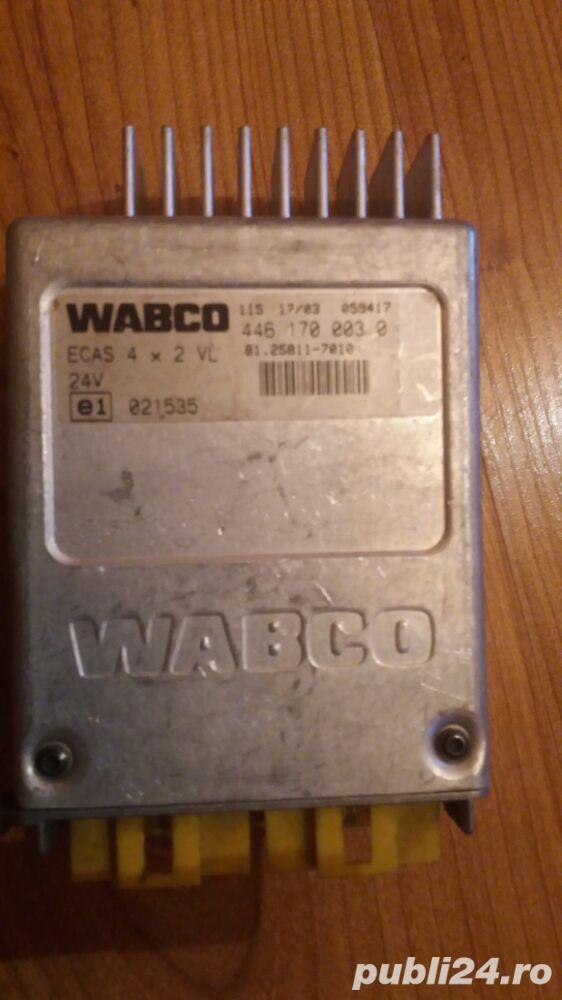 115 17/03 059417
WABCO 446 170 003 0
ECAS 4 x 2 VL 81.25811-7010
24V
e1 021535
WABCO
publi24.ro